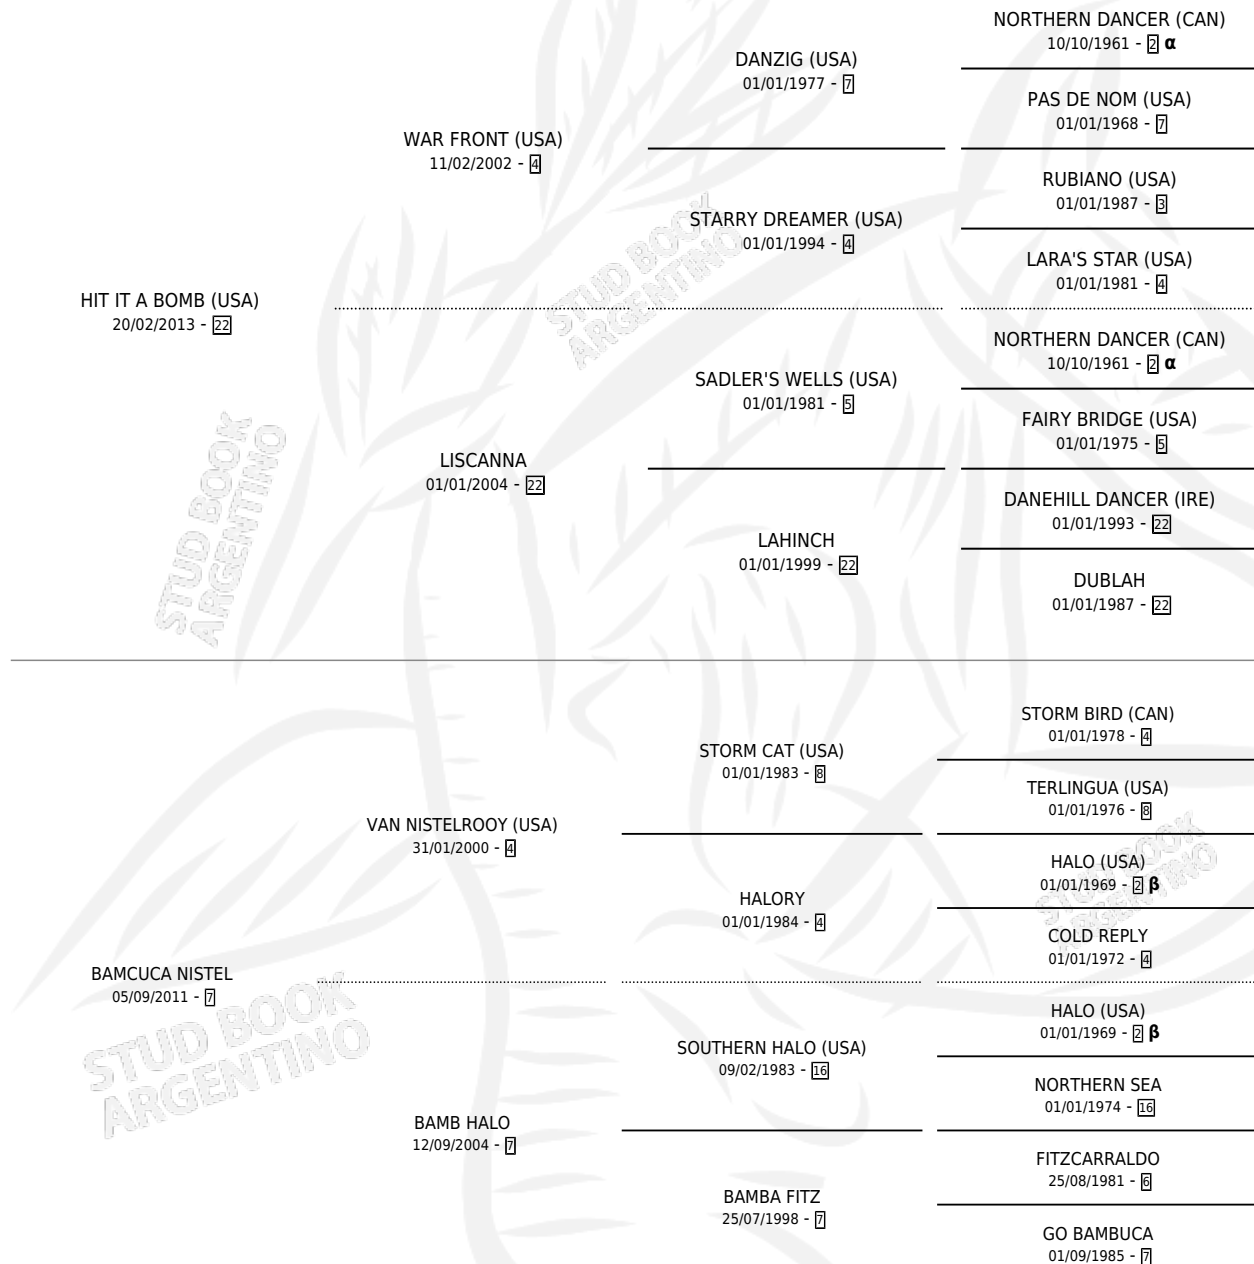 NORTHERN DANCER (CAN)
10/10/1961 - 2 α
DANZIG (USA)
01/01/1977 - 7
PAS DE NOM (USA)
01/01/1968 - 7
WAR FRONT (USA)
11/02/2002 - 4
RUBIANO (USA)
01/01/1987 - 3
STARRY DREAMER (USA)
01/01/1994 - 4
LARA'S STAR (USA)
01/01/1981 - 4
HIT IT A BOMB (USA)
20/02/2013 - 22
NORTHERN DANCER (CAN)
10/10/1961 - 2 α
SADLER'S WELLS (USA)
01/01/1981 - 5
FAIRY BRIDGE (USA)
01/01/1975 - 5
LISCANNA
01/01/2004 - 22
DANEHILL DANCER (IRE)
01/01/1993 - 22
LAHINCH
01/01/1999 - 22
DUBLAH
01/01/1987 - 22
STORM BIRD (CAN)
01/01/1978 - 4
STORM CAT (USA)
01/01/1983 - 8
TERLINGUA (USA)
01/01/1976 - 8
VAN NISTELROOY (USA)
31/01/2000 - 4
HALO (USA)
01/01/1969 - 2 β
HALORY
01/01/1984 - 4
COLD REPLY
01/01/1972 - 4
BAMCUCA NISTEL
05/09/2011 - 7
HALO (USA)
01/01/1969 - 2 β
SOUTHERN HALO (USA)
09/02/1983 - 16
NORTHERN SEA
01/01/1974 - 16
BAMB HALO
12/09/2004 - 7
FITZCARRALDO
25/08/1981 - 6
BAMBA FITZ
25/07/1998 - 7
GO BAMBUCA
01/09/1985 - 7
STUD BOOK
ARGENTINO
STUD BOOK
ARGENTINO
STUD BOOK
ARGENTINO
STUD BOOK
ARGENTINO